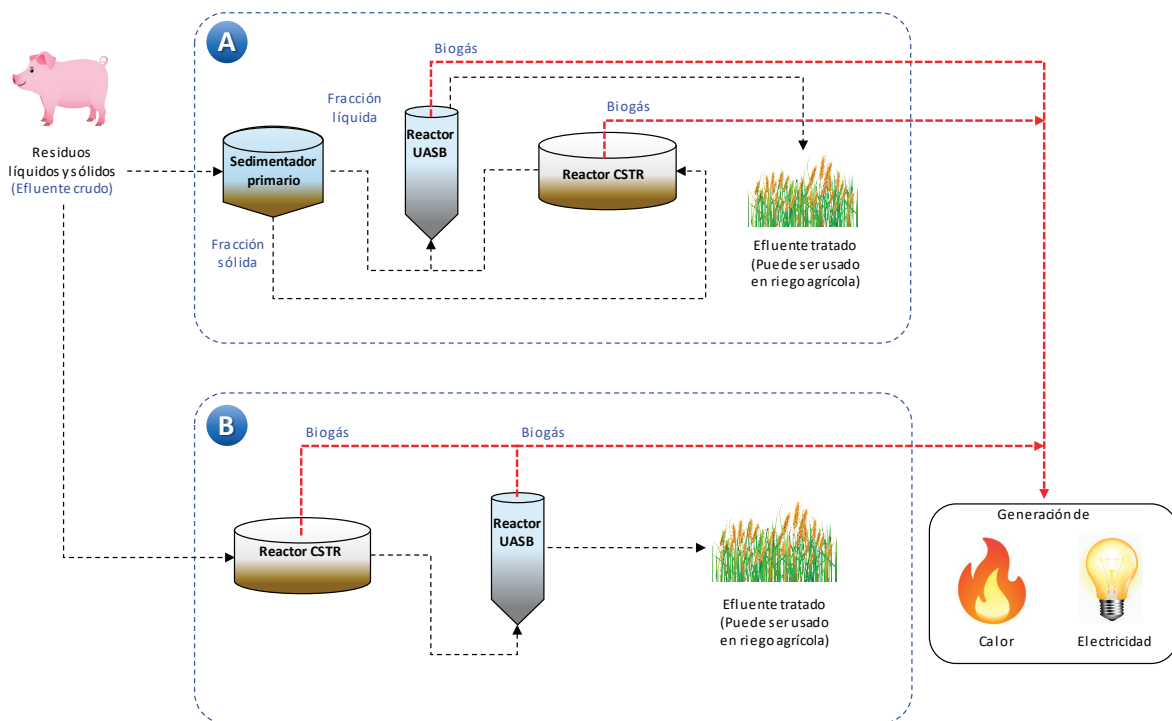 A
Biogás
Fracción
líquida
Biogás
Reactor
UASB
Residuos
líquidos y sólidos
(Efluente crudo)
Sedimentador
primario
Reactor CSTR
Fracción
sólida
Efluente tratado
(Puede ser usado
en riego agrícola)
B
Biogás
Biogás
Reactor
UASB
Reactor CSTR
Efluente tratado
(Puede ser usado
en riego agrícola)
Generación de
Calor
Electricidad